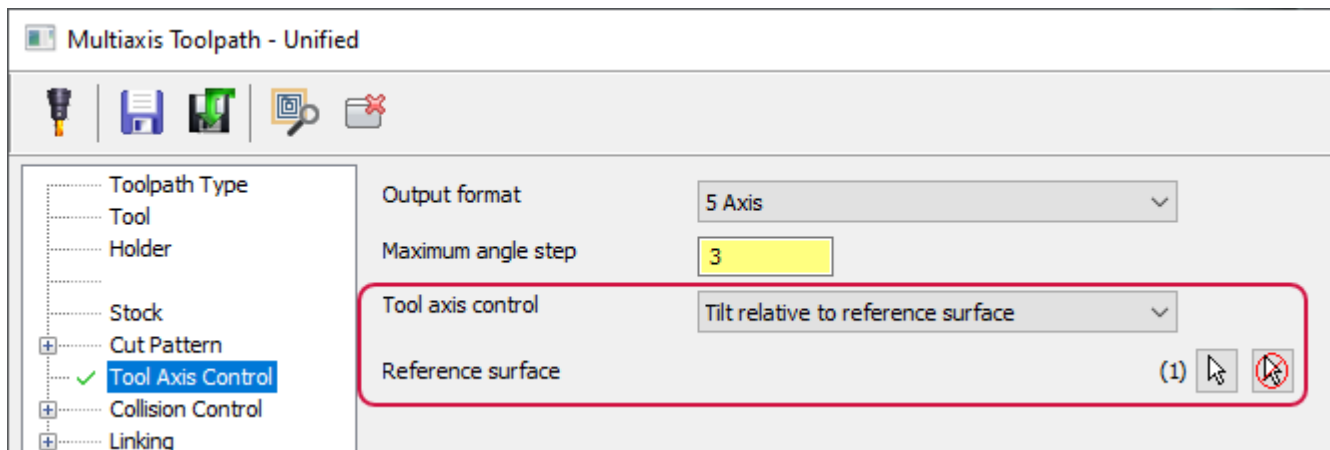 Multiaxis Toolpath - Unified
Toolpath Type
Tool
Holder
Stock
Cut Pattern
Tool Axis Control
Collision Control
Linking
Output format
5 Axis
Maximum angle step
3
Tool axis control
Tilt relative to reference surface
Reference surface
(1)